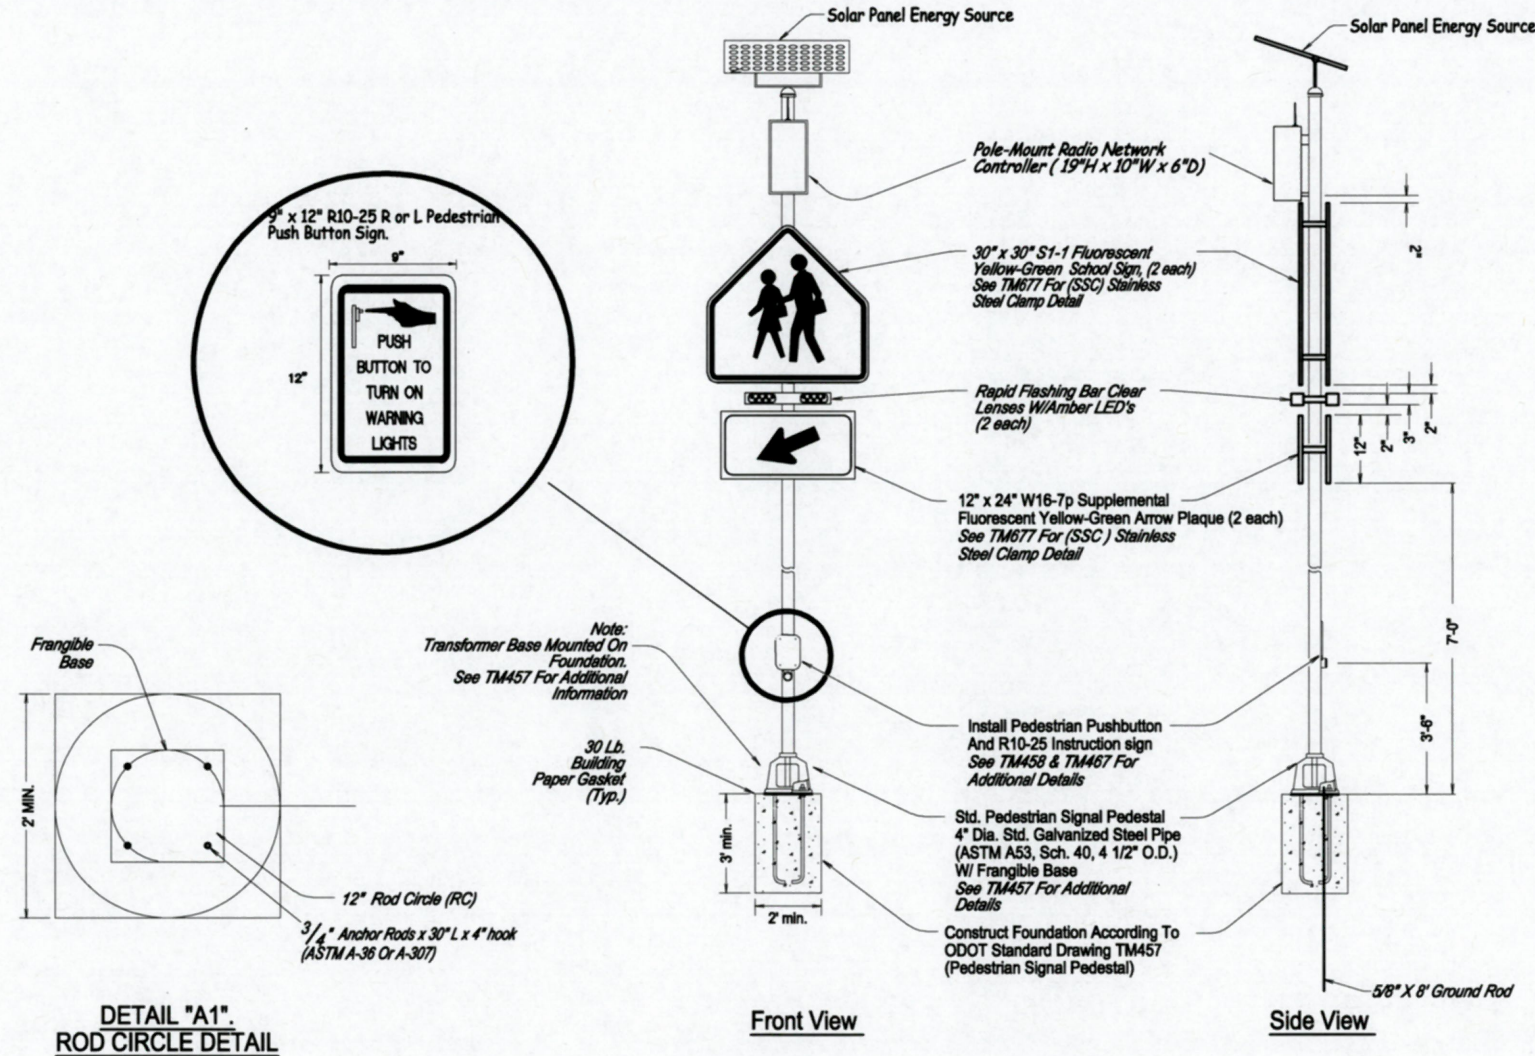 Solar Panel Energy Source
Solar Panel Energy Source
Pole-Mount Radio Network
Controller ( 19"H x 10"W x 6"D)
9" x 12" R10-25 R or L Pedestrian
Push Button Sign.
9"
12"
PUSH
BUTTON TO
TURN ON
WARNING
LIGHTS
30" x 30" S1-1 Fluorescent
Yellow-Green School Sign, (2 each)
See TM677 For (SSC) Stainless
Steel Clamp Detail
2"
Rapid Flashing Bar Clear
Lenses W/Amber LED's
(2 each)
2"
3"
2"
12"
12" x 24" W16-7p Supplemental
Fluorescent Yellow-Green Arrow Plaque (2 each)
See TM677 For (SSC ) Stainless
Steel Clamp Detail
7'-0"
3'-6"
Note:
Transformer Base Mounted On
Foundation.
See TM457 For Additional
Information
30 Lb.
Building
Paper Gasket
(Typ.)
Install Pedestrian Pushbutton
And R10-25 Instruction sign
See TM458 & TM467 For
Additional Details
Std. Pedestrian Signal Pedestal
4" Dia. Std. Galvanized Steel Pipe
(ASTM A53, Sch. 40, 4 1/2" O.D.)
W/ Frangible Base
See TM457 For Additional
Details
Construct Foundation According To
ODOT Standard Drawing TM457
(Pedestrian Signal Pedestal)
3' min.
2' min.
5/8" X 8' Ground Rod
Frangible
Base
2' MIN.
12" Rod Circle (RC)
3/4" Anchor Rods x 30" L x 4" hook
(ASTM A-36 Or A-307)
DETAIL "A1".
ROD CIRCLE DETAIL
Front View
Side View